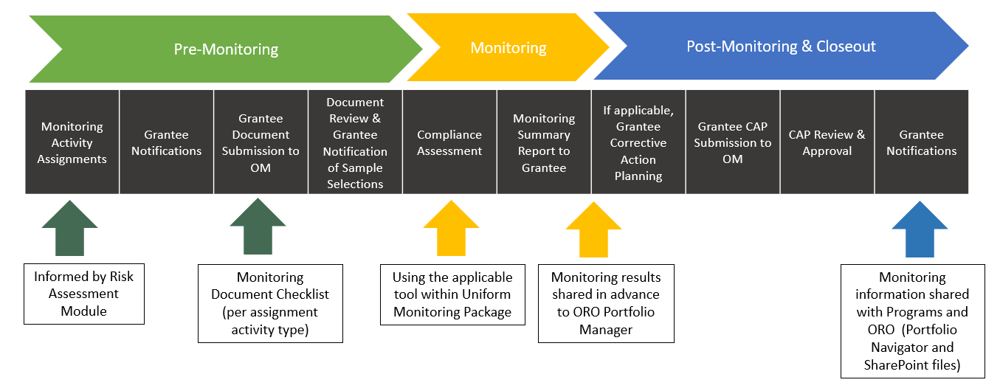 Pre-Monitoring
Monitoring
Post-Monitoring & Closeout
Monitoring
Activity
Assignments
Grantee
Notifications
Grantee
Document
Submission to
OM
Document
Review &
Grantee
Notification
of Sample
Selections
Compliance
Assessment
Monitoring
Summary
Report to
Grantee
If applicable,
Grantee
Corrective
Action
Planning
Grantee CAP
Submission to
OM
CAP Review &
Approval
Grantee
Notifications
Informed by Risk
Assessment
Module
Monitoring
Document Checklist
(per assignment
activity type)
Using the applicable
tool within Uniform
Monitoring Package
Monitoring results
shared in advance
to ORO Portfolio
Manager
Monitoring
information shared
with Programs and
ORO (Portfolio
Navigator and
SharePoint files)